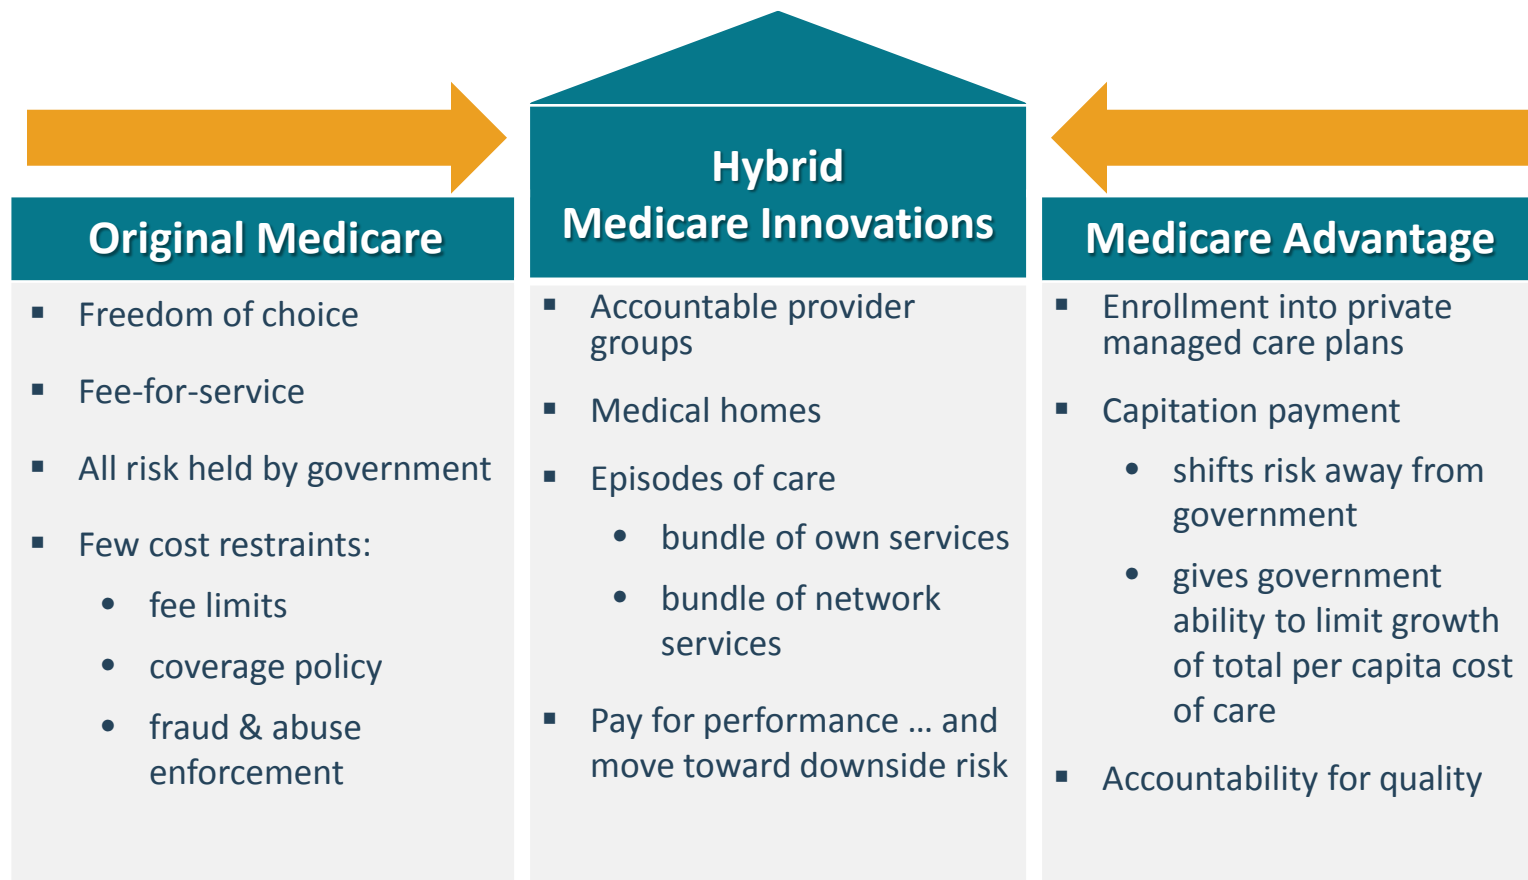 Original Medicare
▪ Freedom of choice
▪ Fee-for-service
▪ All risk held by government
▪ Few cost restraints:
• fee limits
• coverage policy
• fraud & abuse
enforcement
Hybrid
Medicare Innovations
▪ Accountable provider
groups
▪ Medical homes
▪ Episodes of care
• bundle of own services
• bundle of network
services
▪ Pay for performance … and
move toward downside risk
Medicare Advantage
▪ Enrollment into private
managed care plans
▪ Capitation payment
• shifts risk away from
government
• gives government
ability to limit growth
of total per capita cost
of care
▪ Accountability for quality